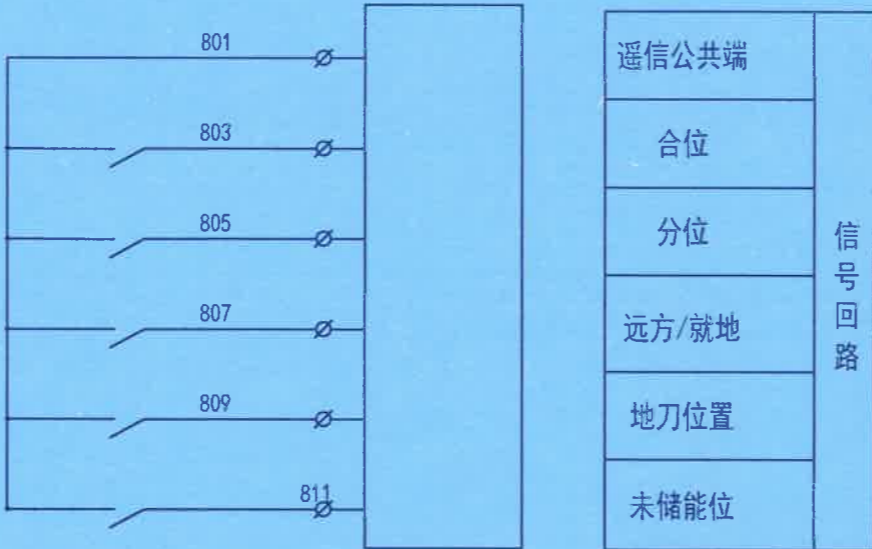 801
遥信公共端
803
合位
805
分位
807
远方/就地
809
地刀位置
811
未储能位
信号回路